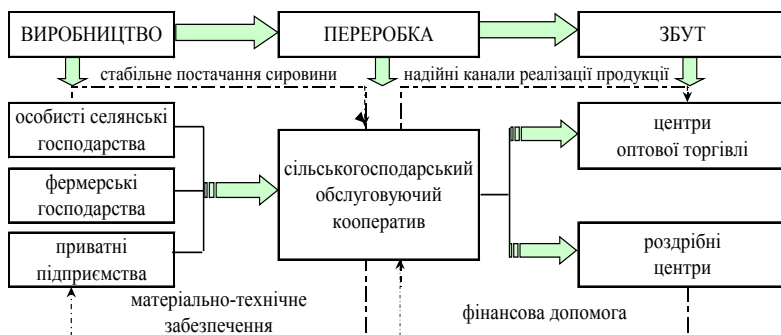 ВИРОБНИЦТВО
ПЕРЕРОБКА
ЗБУТ
стабільне постачання сировини
надійні канали реалізації продукції
особисті селянські
господарства
фермерські
господарства
приватні
підприємства
сільськогосподарський
обслуговуючий
кооператив
центри
оптової торгівлі
роздрібні
центри
матеріально-технічне
забезпечення
фінансова допомога